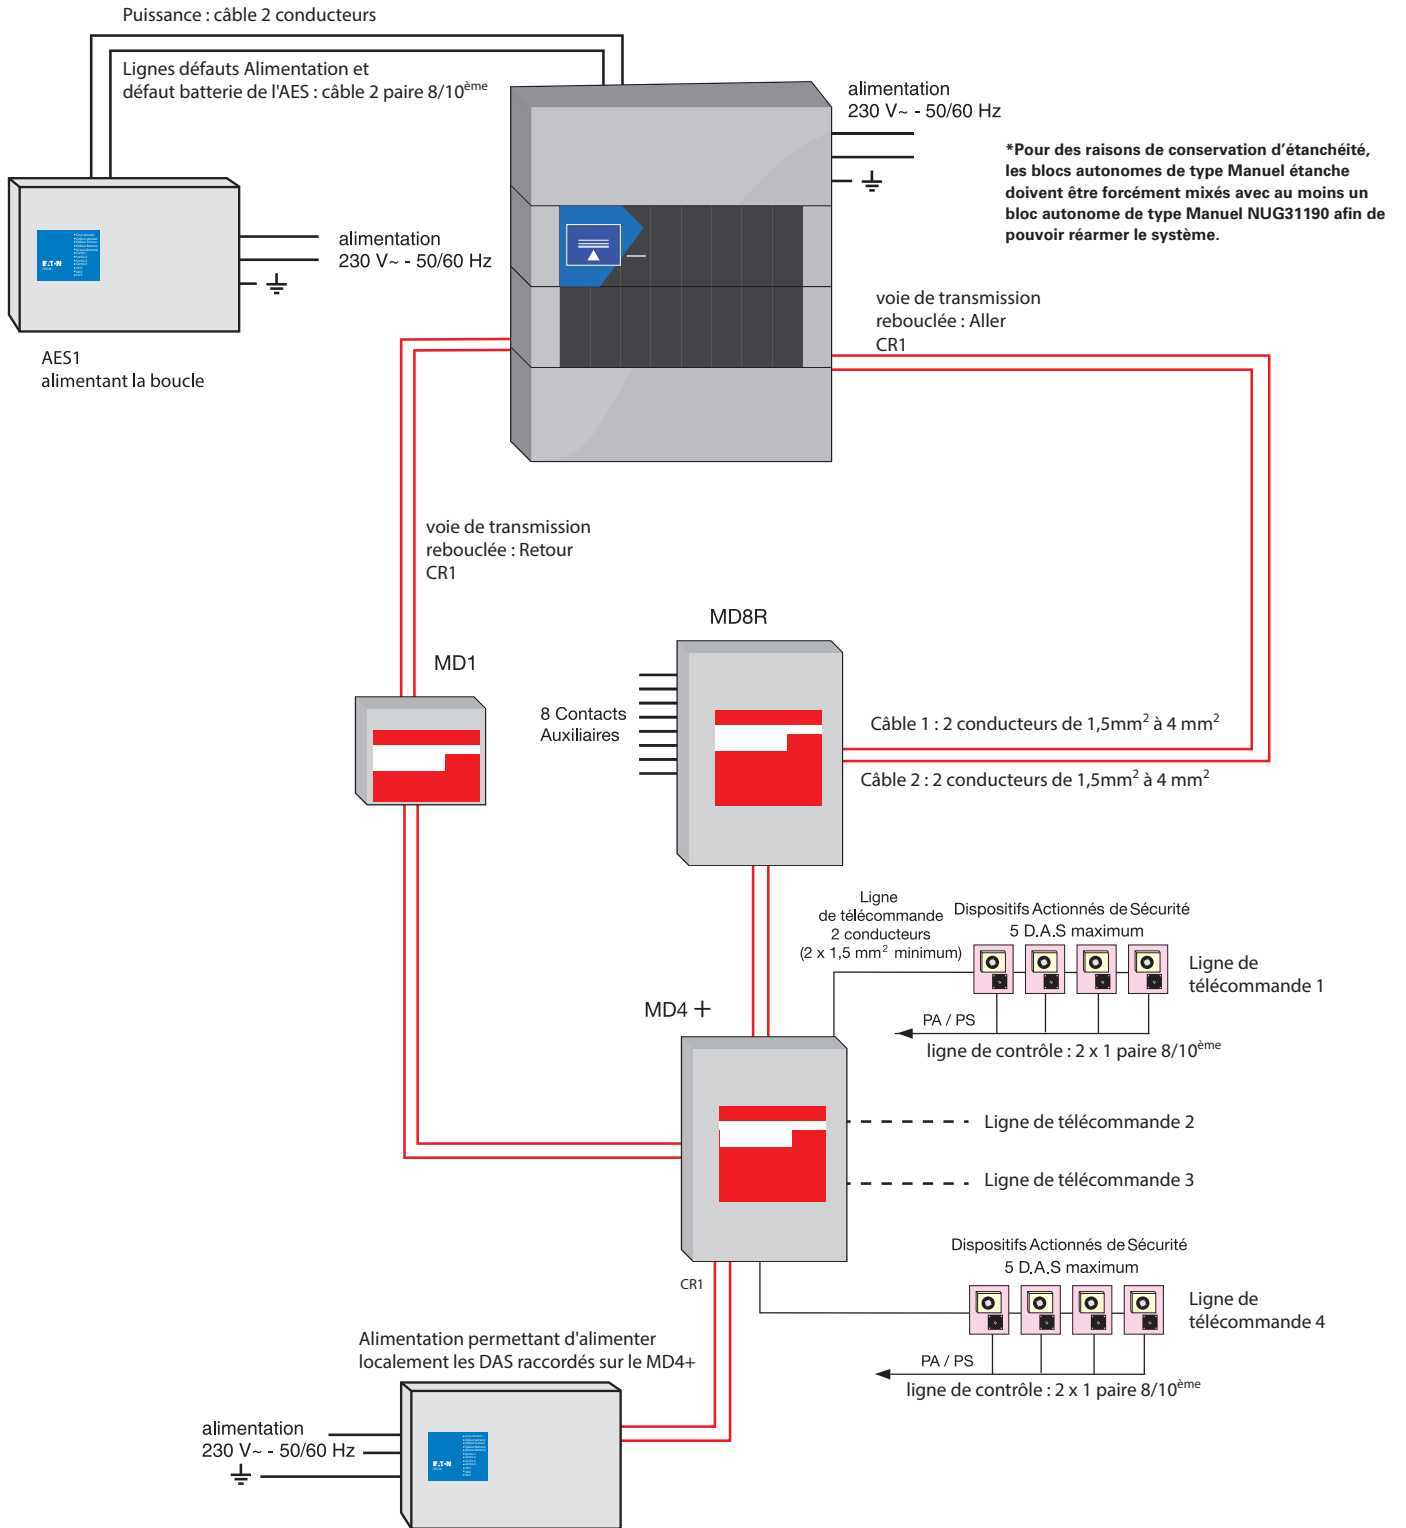 Puissance : câble 2 conducteurs
Lignes défauts Alimentation et
défaut batterie de l'AES : câble 2 paire 8/10ème
alimentation
230 V~ - 50/60 Hz
*Pour des raisons de conservation d'étanchéité,
les blocs autonomes de type Manuel étanche
doivent être forcément mixés avec au moins un
bloc autonome de type Manuel NUG31190 afin de
pouvoir réarmer le système.
alimentation
230 V~ - 50/60 Hz
EATON
AES1
alimentant la boucle
voie de transmission
rebouclée : Aller
CR1
voie de transmission
rebouclée : Retour
CR1
MD8R
MD1
8 Contacts
Auxiliaires
Câble 1 : 2 conducteurs de 1,5mm² à 4 mm²
Câble 2 : 2 conducteurs de 1,5mm² à 4 mm²
Ligne
de télécommande
2 conducteurs
(2 x 1,5 mm² minimum)
Dispositifs Actionnés de Sécurité
5 D.A.S maximum
Ligne de
télécommande 1
PA / PS
ligne de contrôle : 2 x 1 paire 8/10ème
MD4 +
Ligne de télécommande 2
Ligne de télécommande 3
Dispositifs Actionnés de Sécurité
5 D.A.S maximum
CR1
Ligne de
télécommande 4
PA / PS
ligne de contrôle : 2 x 1 paire 8/10ème
Alimentation permettant d'alimenter
localement les DAS raccordés sur le MD4+
alimentation
230 V~ - 50/60 Hz
EATON